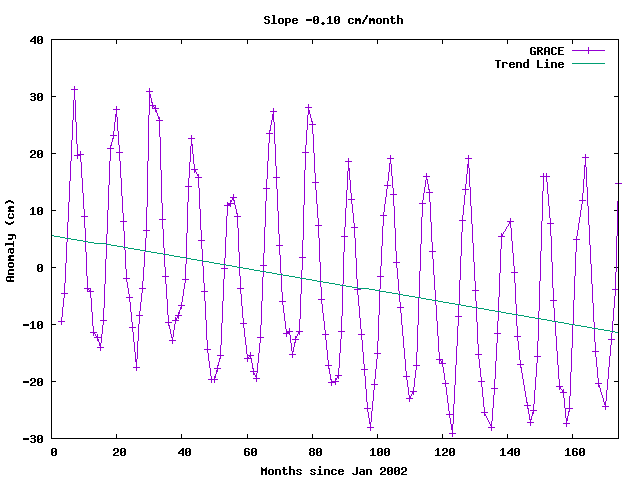 Slope -0.10 cm/month
40
GRACE
Trend Line
30
20
10
0
-10
-20
-30
Anomaly (cm)
0 20 40 60 80 100 120 140 160
Months since Jan 2002